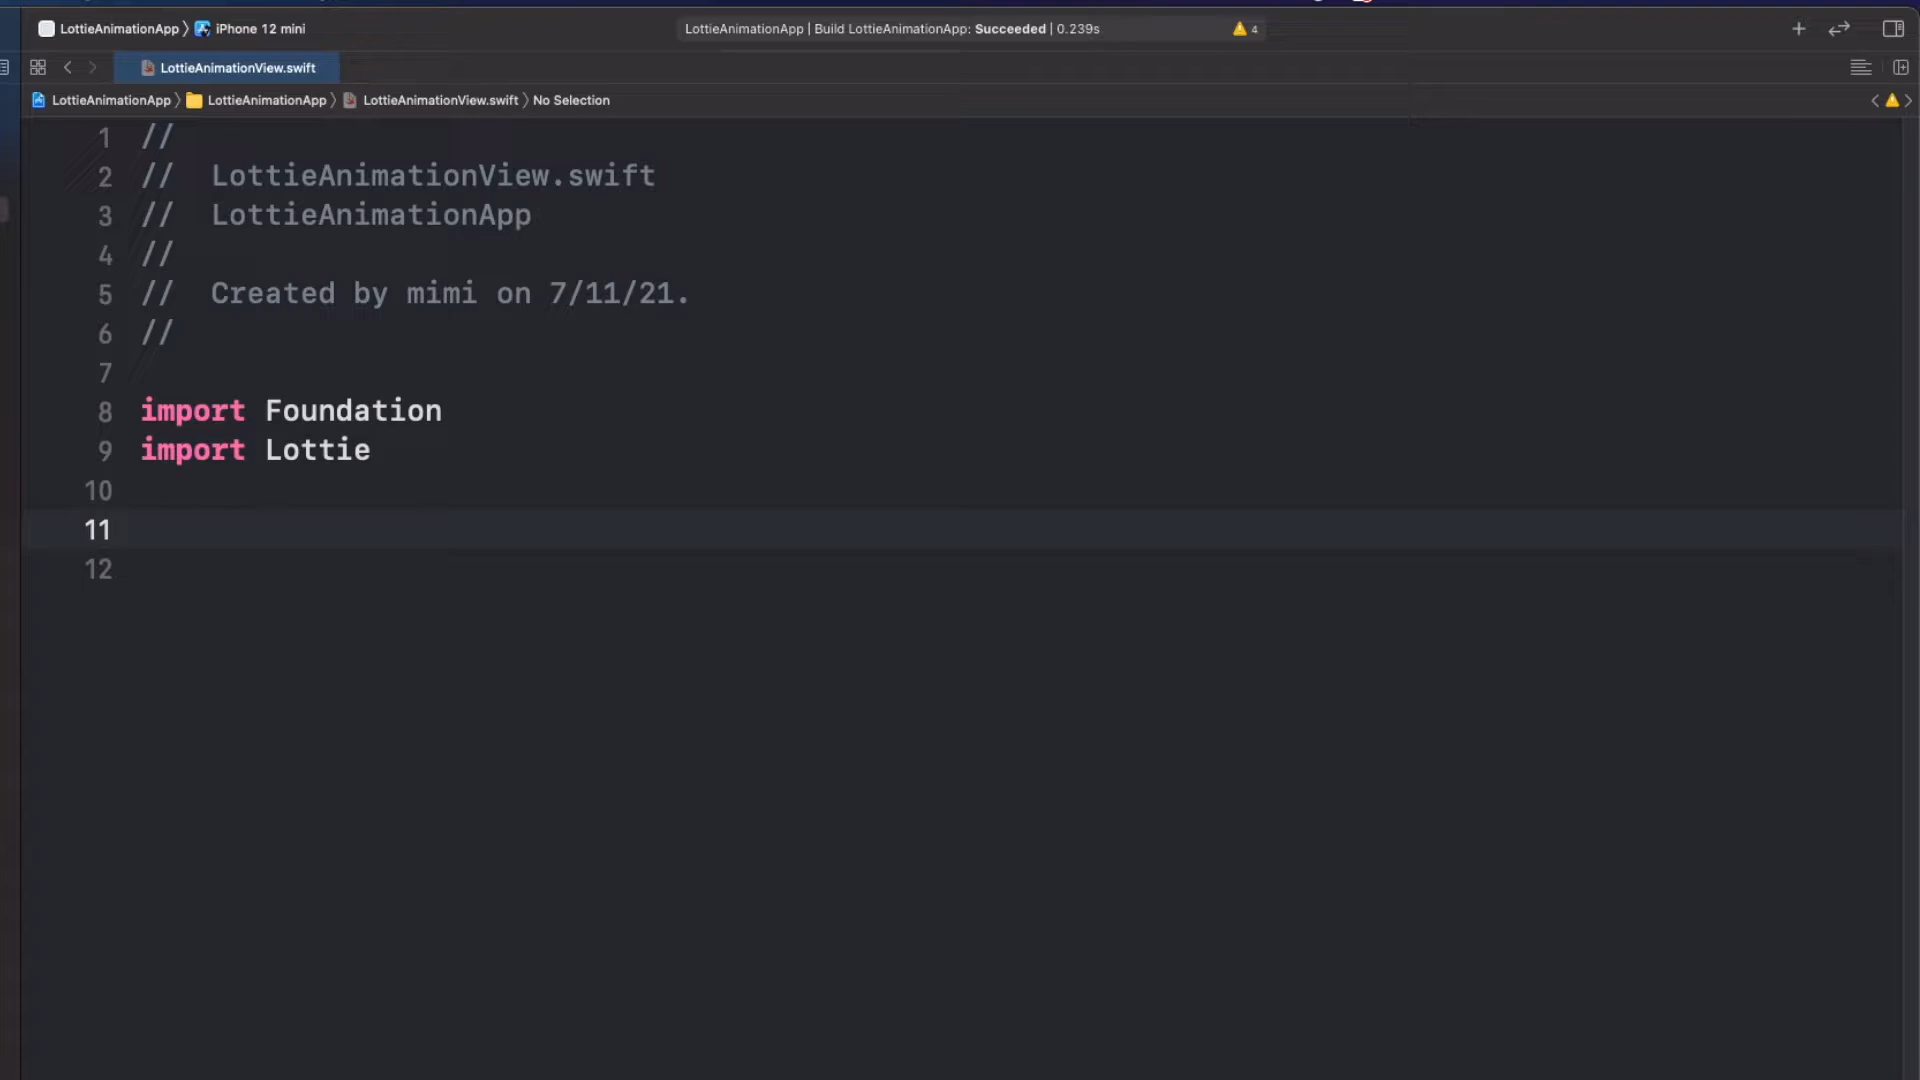 LottieAnimationApp 〉 iPhone 12 mini
LottieAnimationApp | Build LottieAnimationApp: Succeeded | 0.239s
4
LottieAnimationView.swift
LottieAnimationApp 〉 LottieAnimationApp 〉 LottieAnimationView.swift 〉 No Selection
1 //
2 //  LottieAnimationView.swift
3 //  LottieAnimationApp
4 //
5 //  Created by mimi on 7/11/21.
6 //
7
8 import Foundation
9 import Lottie
10
11
12